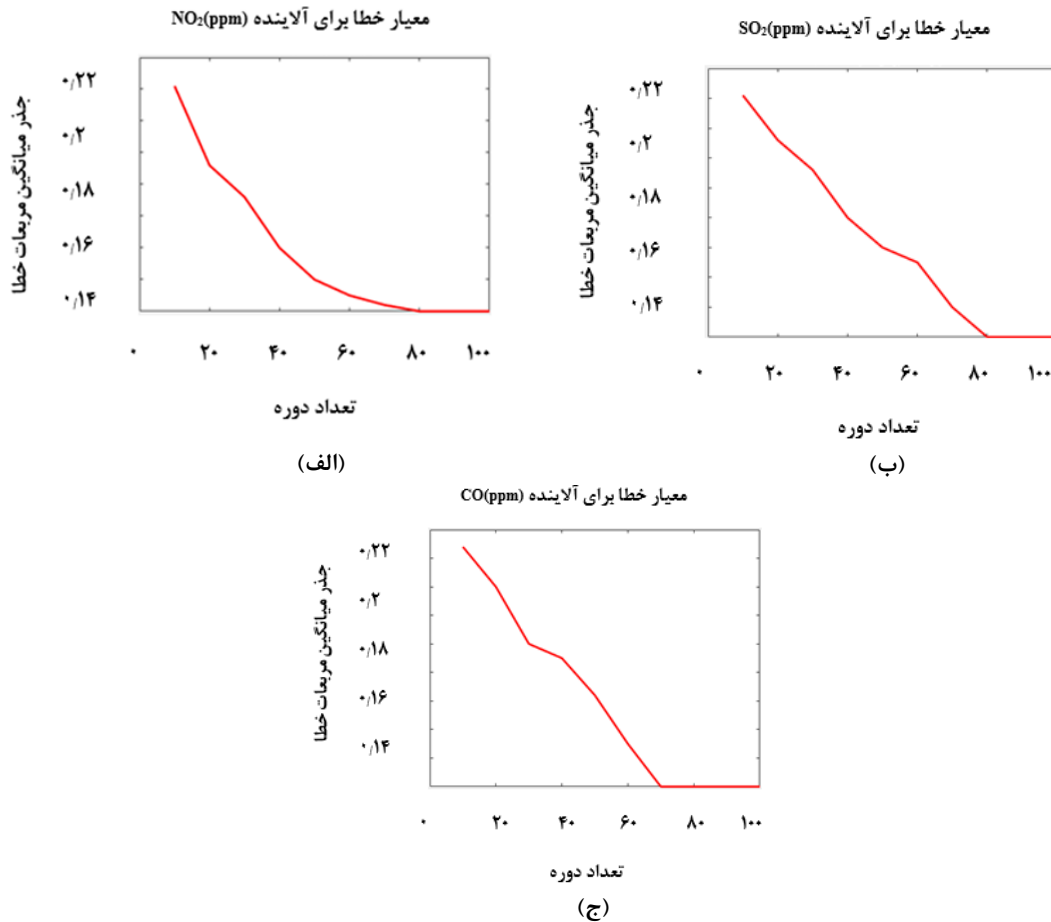 معیار خطا برای آلاینده NO₂(ppm)
جذر میانگین مربعات خطا
۰/۲۲
۰/۲
۰/۱۸
۰/۱۶
۰/۱۴
۰ ۲۰ ۴۰ ۶۰ ۸۰ ۱۰۰
تعداد دوره
(الف)
معیار خطا برای آلاینده SO₂(ppm)
جذر میانگین مربعات خطا
۰/۲۲
۰/۲
۰/۱۸
۰/۱۶
۰/۱۴
۰ ۲۰ ۴۰ ۶۰ ۸۰ ۱۰۰
تعداد دوره
(ب)
معیار خطا برای آلاینده CO(ppm)
جذر میانگین مربعات خطا
۰/۲۲
۰/۲
۰/۱۸
۰/۱۶
۰/۱۴
۰ ۲۰ ۴۰ ۶۰ ۸۰ ۱۰۰
تعداد دوره
(ج)